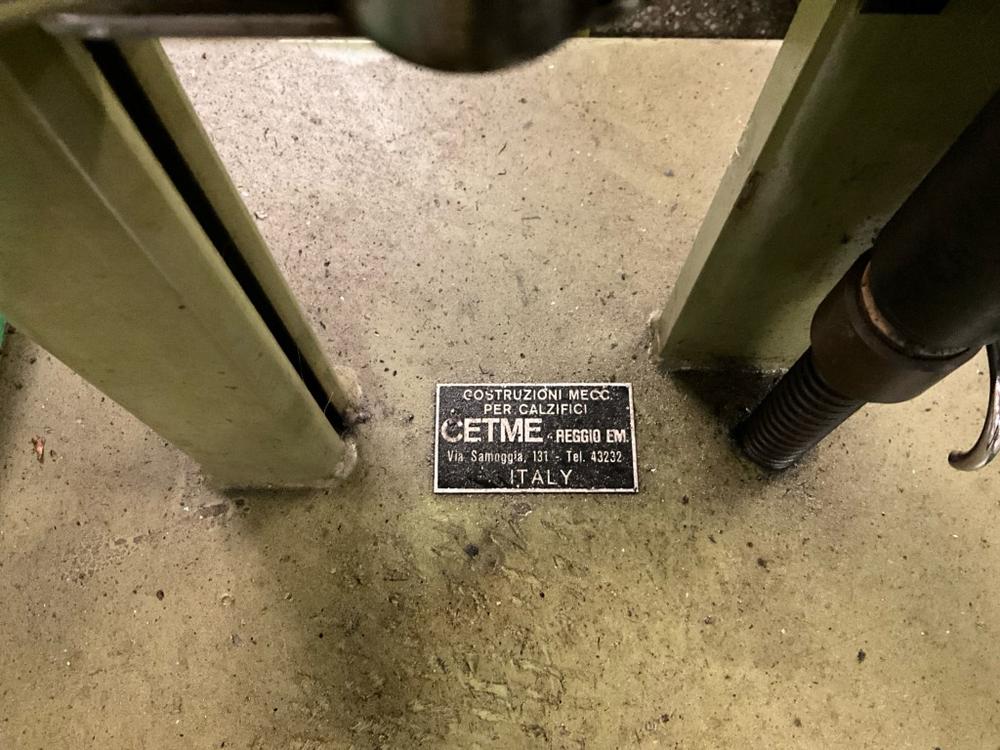 COSTRUZIONI MECC.
PER CALZIFICI
CETME - REGGIO EM.
Via Samoggia, 131 - Tel. 43232
ITALY